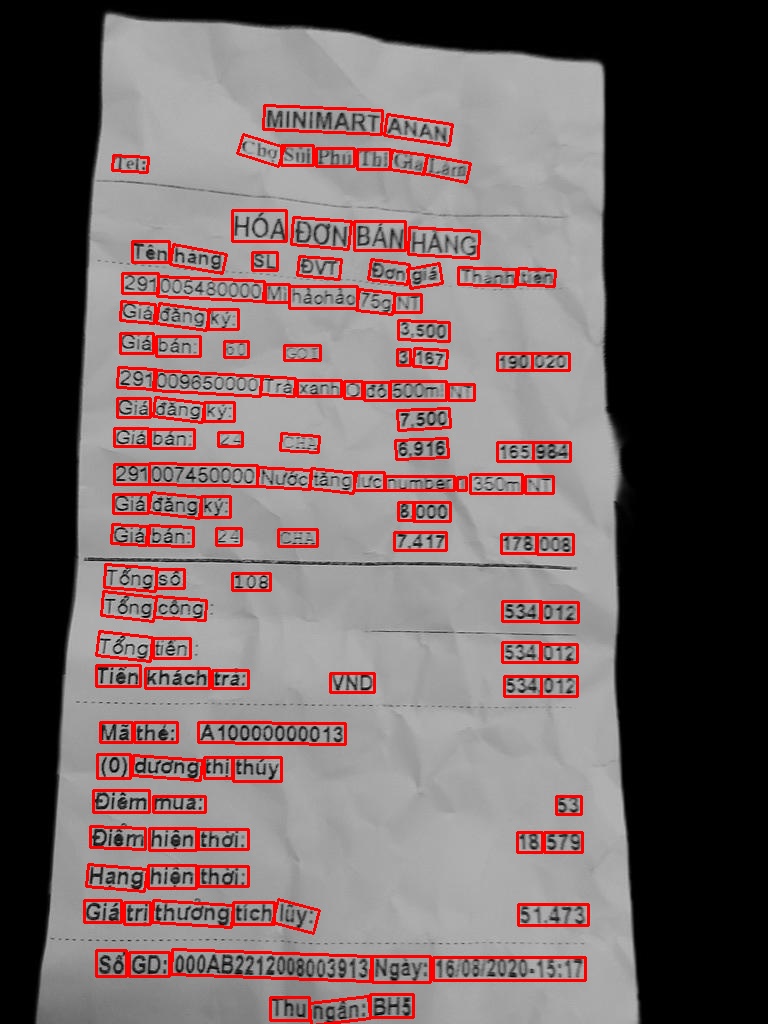 MINIMART ANAN
Chợ Sủi Phú Thị Gia Lâm
Tel:
HÓA ĐƠN BÁN HÀNG
Tên hàng SL ĐVT Đơn giá Thành tiền
291005480000 Mì hảohảo 75g NT
Giá đăng ký: 3,500
Giá bán: 60 GOI 3,167 190,020
291009650000 Trà xanh O độ 500ml NT
Giá đăng ký: 7,500
Giá bán: 24 CHA 6,916 165,984
291007450000 Nước tăng lực number 350m NT
Giá đăng ký: 8,000
Giá bán: 24 CHA 7,417 178,008
Tổng số 108
Tổng cộng: 534,012
Tổng tiền: 534,012
Tiền khách trả: VND 534,012
Mã thẻ: A10000000013
(0) dương thị thúy
Điểm mua: 53
Điểm hiện thời: 18,579
Hạng hiện thời:
Giá trị thưởng tích lũy: 51.473
Số GD: 000AB2212008003913 Ngày: 16/08/2020-15:17
Thu ngân: BH5